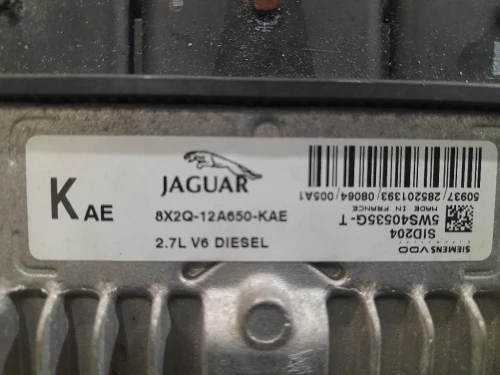 K AE
JAGUAR
8X2Q-12A650-KAE
2.7L V6 DIESEL
SIEMENS VDO
SID204
5WS40535G-T
MADE IN FRANCE
50937/285201393/08064/005A1